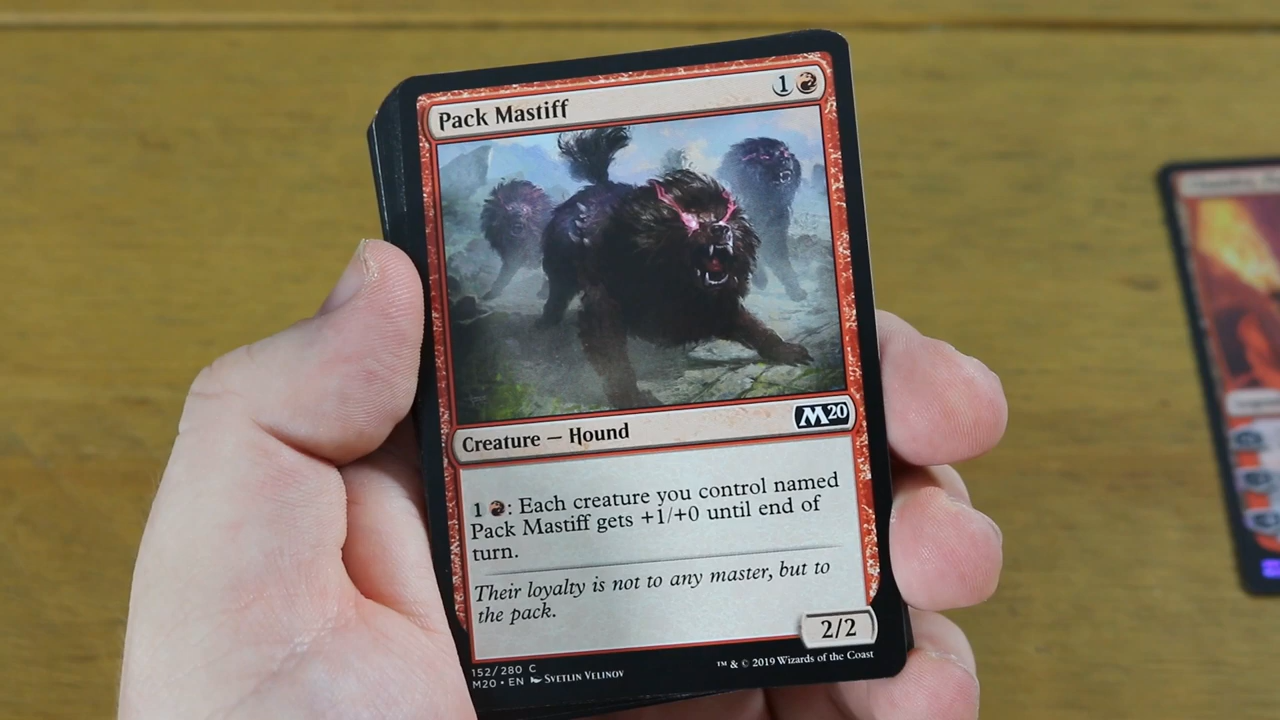 Pack Mastiff 1
M20
Creature — Hound
1 : Each creature you control named
Pack Mastiff gets +1/+0 until end of
turn.
Their loyalty is not to any master, but to
the pack.
2/2
152/280 C
M20 • EN SVETLIN VELINOV
™ & © 2019 Wizards of the Coast